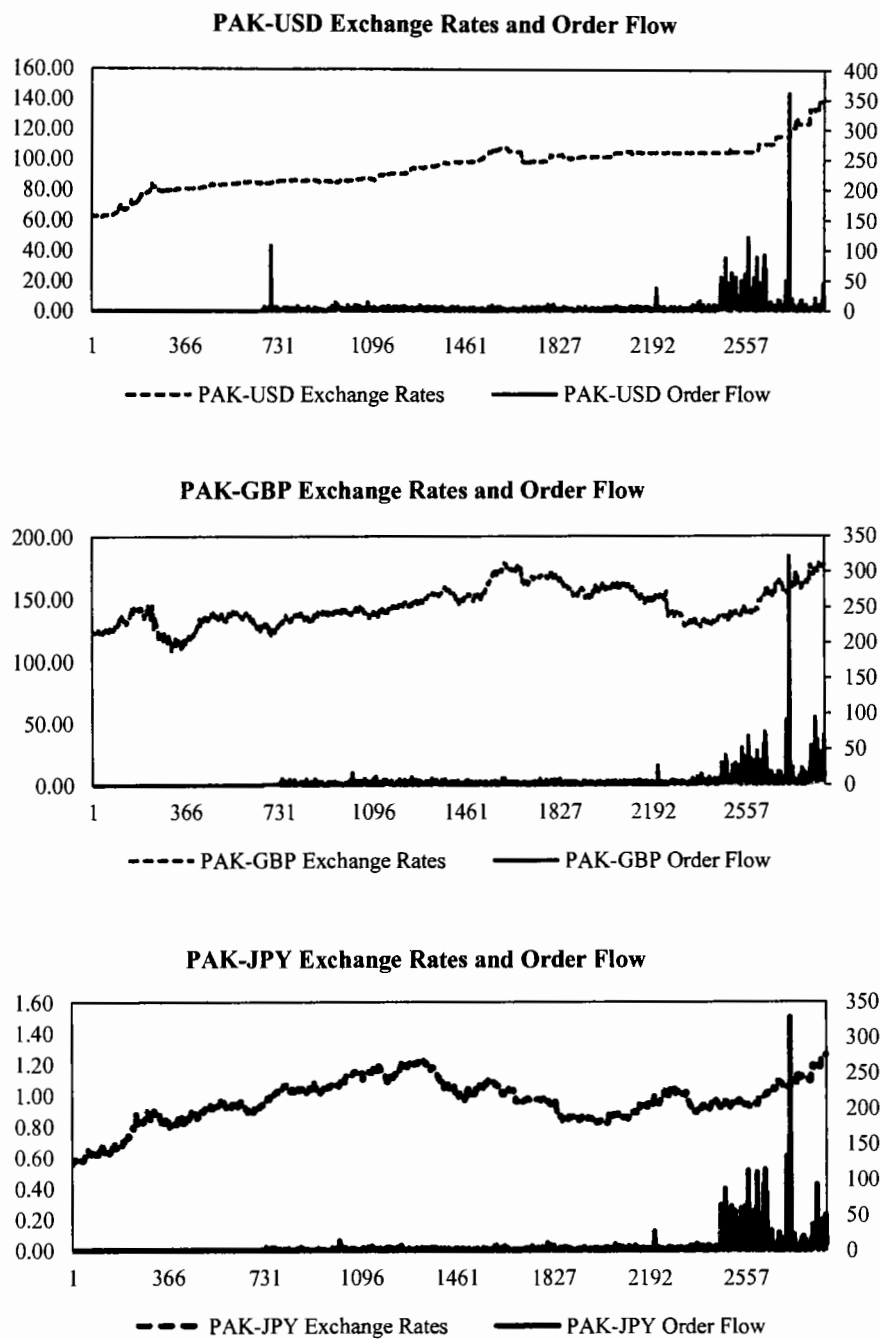 PAK-USD Exchange Rates and Order Flow
160.00 400
140.00 350
120.00 300
100.00 250
80.00 200
60.00 150
40.00 100
20.00 50
0.00 0
1 366 731 1096 1461 1827 2192 2557
PAK-USD Exchange Rates PAK-USD Order Flow
PAK-GBP Exchange Rates and Order Flow
200.00 350
300
150.00 250
200
100.00 150
50.00 100
50
0.00 0
1 366 731 1096 1461 1827 2192 2557
PAK-GBP Exchange Rates PAK-GBP Order Flow
PAK-JPY Exchange Rates and Order Flow
1.60 350
1.40 300
1.20 250
1.00 200
0.80
0.60 150
0.40 100
0.20 50
0.00 0
1 366 731 1096 1461 1827 2192 2557
PAK-JPY Exchange Rates PAK-JPY Order Flow